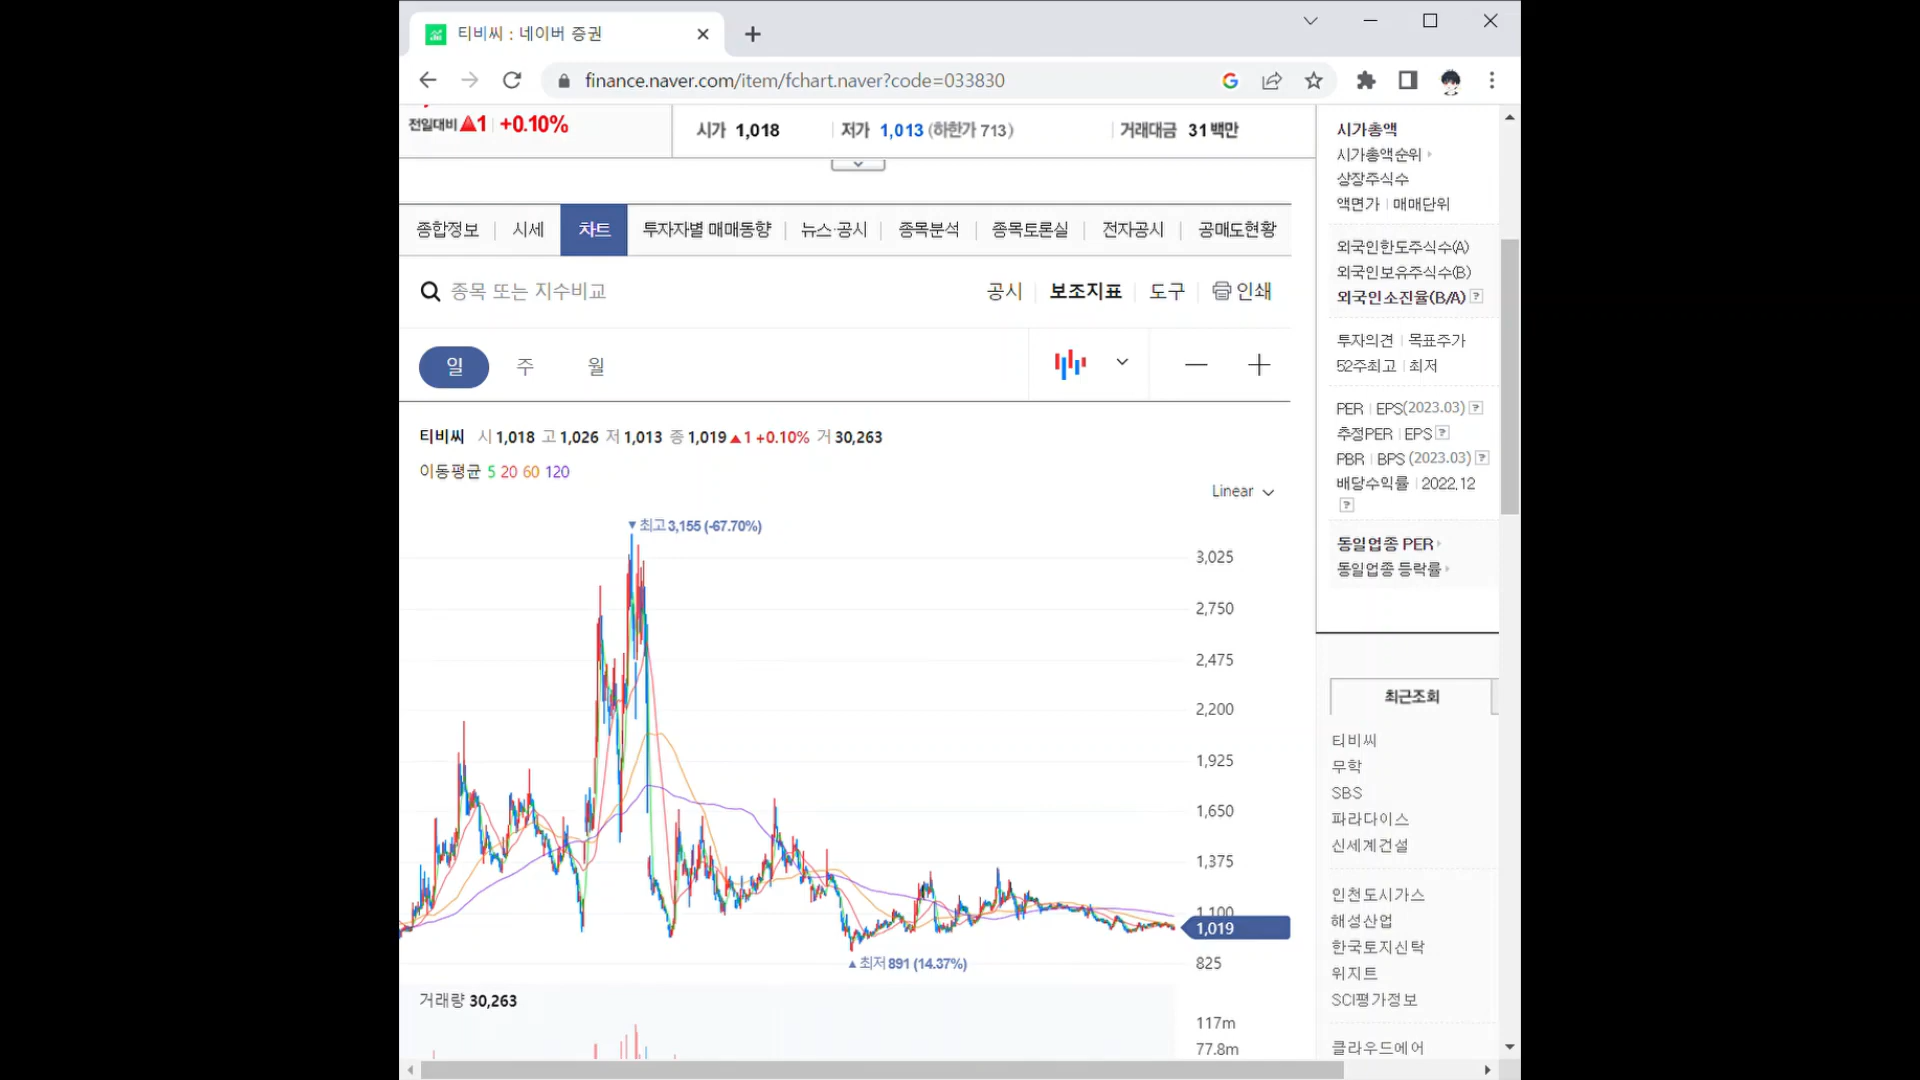 티비씨 : 네이버 증권
finance.naver.com/item/fchart.naver?code=033830
전일대비 ▲1 +0.10%
시가 1,018 저가 1,013 (하한가 713) 거래대금 31 백만
종합정보 시세 차트 투자자별 매매동향 뉴스·공시 종목분석 종목토론실 전자공시 공매도현황
종목 또는 지수비교 공시 보조지표 도구 인쇄
일 주 월
티비씨 시 1,018 고 1,026 저 1,013 종 1,019 ▲1 +0.10% 거 30,263
이동평균 5 20 60 120
Linear
▼최고 3,155 (-67.70%)
3,025
2,750
2,475
2,200
1,925
1,650
1,375
1,100
1,019
825
▲최저 891 (14.37%)
거래량 30,263
117m
77.8m
시가총액
시가총액순위
상장주식수
액면가 | 매매단위
외국인한도주식수(A)
외국인보유주식수(B)
외국인소진율(B/A) ?
투자의견 | 목표주가
52주최고 | 최저
PER | EPS(2023.03) ?
추정PER | EPS ?
PBR | BPS (2023.03) ?
배당수익률 | 2022.12
?
동일업종 PER
동일업종 등락률
최근조회
티비씨
무학
SBS
파라다이스
신세계건설
인천도시가스
해성산업
한국토지신탁
위지트
SCI평가정보
클라우드에어